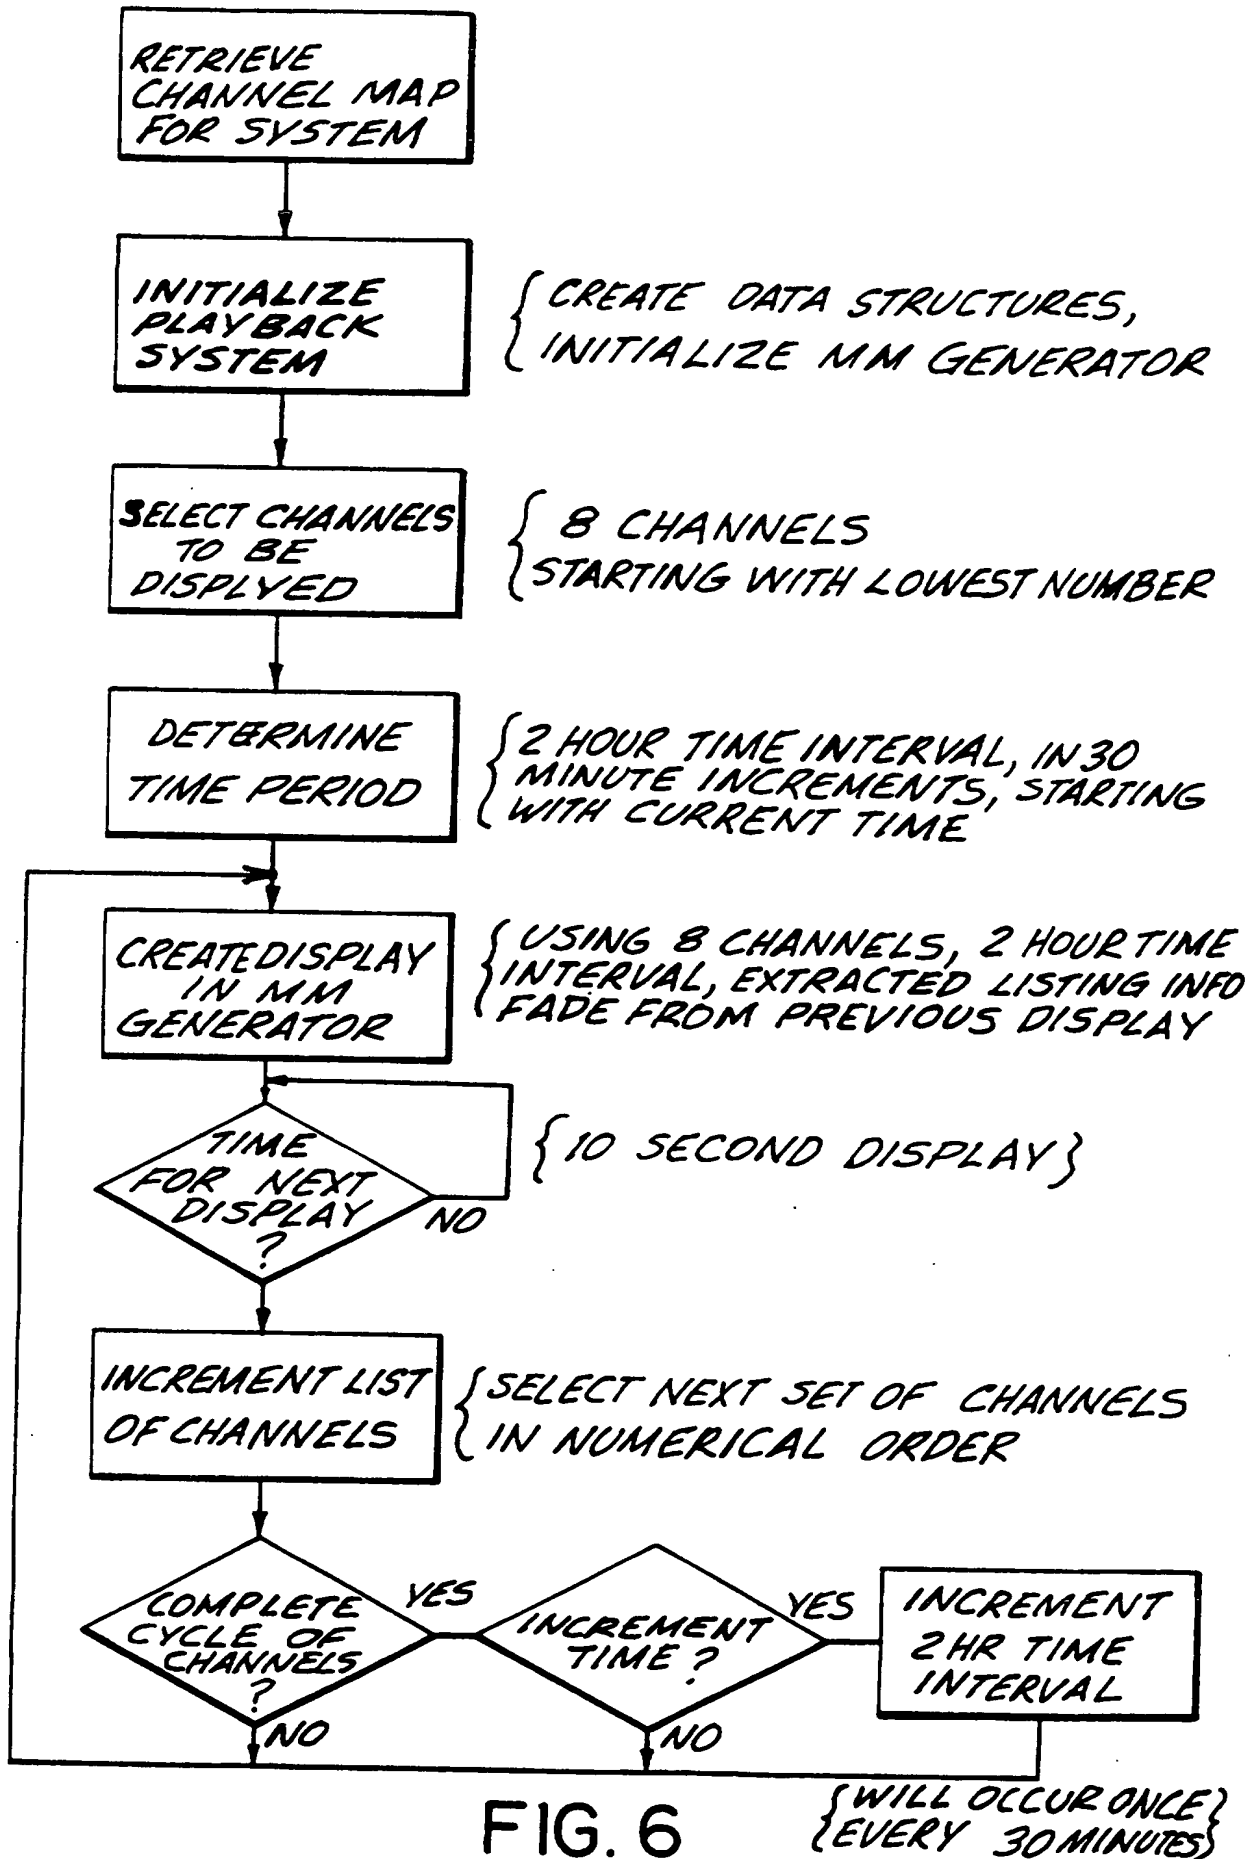 RETRIEVE
CHANNEL MAP
FOR SYSTEM
INITIALIZE
PLAYBACK
SYSTEM
{ CREATE DATA STRUCTURES,
{ INITIALIZE MM GENERATOR
SELECT CHANNELS
TO BE
DISPLYED
{ 8 CHANNELS
{ STARTING WITH LOWEST NUMBER
DETERMINE
TIME PERIOD
{ 2 HOUR TIME INTERVAL, IN 30
MINUTE INCREMENTS, STARTING
WITH CURRENT TIME
CREATE DISPLAY
IN MM
GENERATOR
{ USING 8 CHANNELS, 2 HOUR TIME
INTERVAL, EXTRACTED LISTING INFO
FADE FROM PREVIOUS DISPLAY
TIME
FOR NEXT
DISPLAY
?
NO
{ 10 SECOND DISPLAY }
INCREMENT LIST
OF CHANNELS
{ SELECT NEXT SET OF CHANNELS
{ IN NUMERICAL ORDER
COMPLETE
CYCLE OF
CHANNELS
?
YES
NO
INCREMENT
TIME ?
YES
NO
INCREMENT
2 HR TIME
INTERVAL
{ WILL OCCUR ONCE }
{ EVERY 30 MINUTES }
FIG. 6